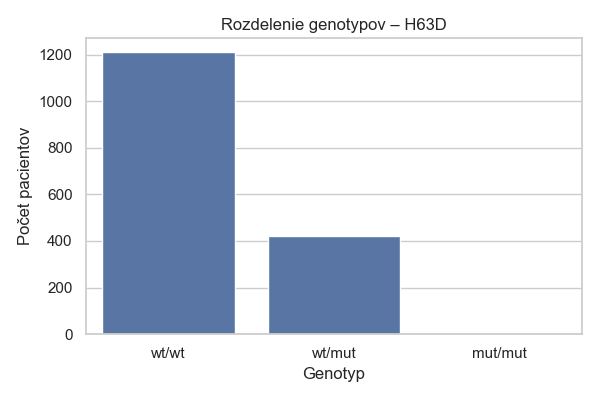 Rozdelenie genotypov – H63D
Počet pacientov
1200
1000
800
600
400
200
0
wt/wt
wt/mut
mut/mut
Genotyp